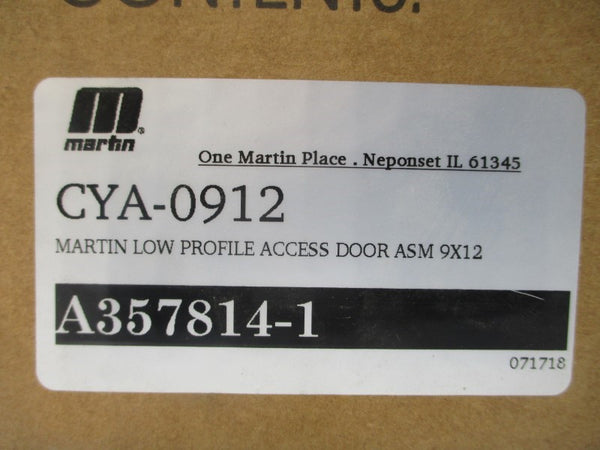 CONTENTS:
martin
One Martin Place . Neponset IL 61345
CYA-0912
MARTIN LOW PROFILE ACCESS DOOR ASM 9X12
A357814-1
071718